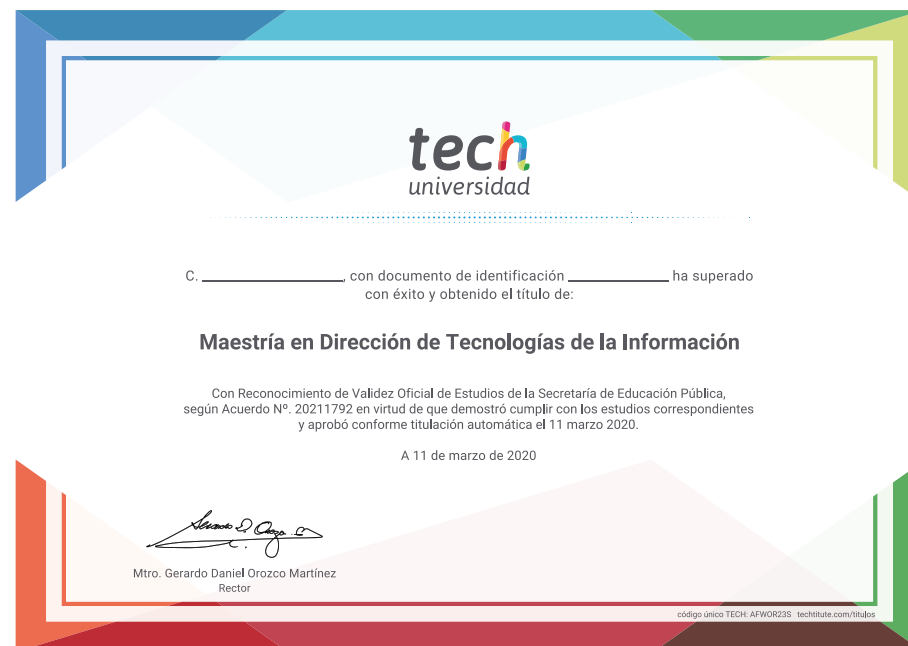 tech
universidad
C. ____________________, con documento de identificación ______________ ha superado
con éxito y obtenido el título de:
Maestría en Dirección de Tecnologías de la Información
Con Reconocimiento de Validez Oficial de Estudios de la Secretaría de Educación Pública,
según Acuerdo Nº. 20211792 en virtud de que demostró cumplir con los estudios correspondientes
y aprobó conforme titulación automática el 11 marzo 2020.
A 11 de marzo de 2020
Mtro. Gerardo Daniel Orozco Martínez
Rector
código único TECH: AFWOR23S techtitute.com/titulos